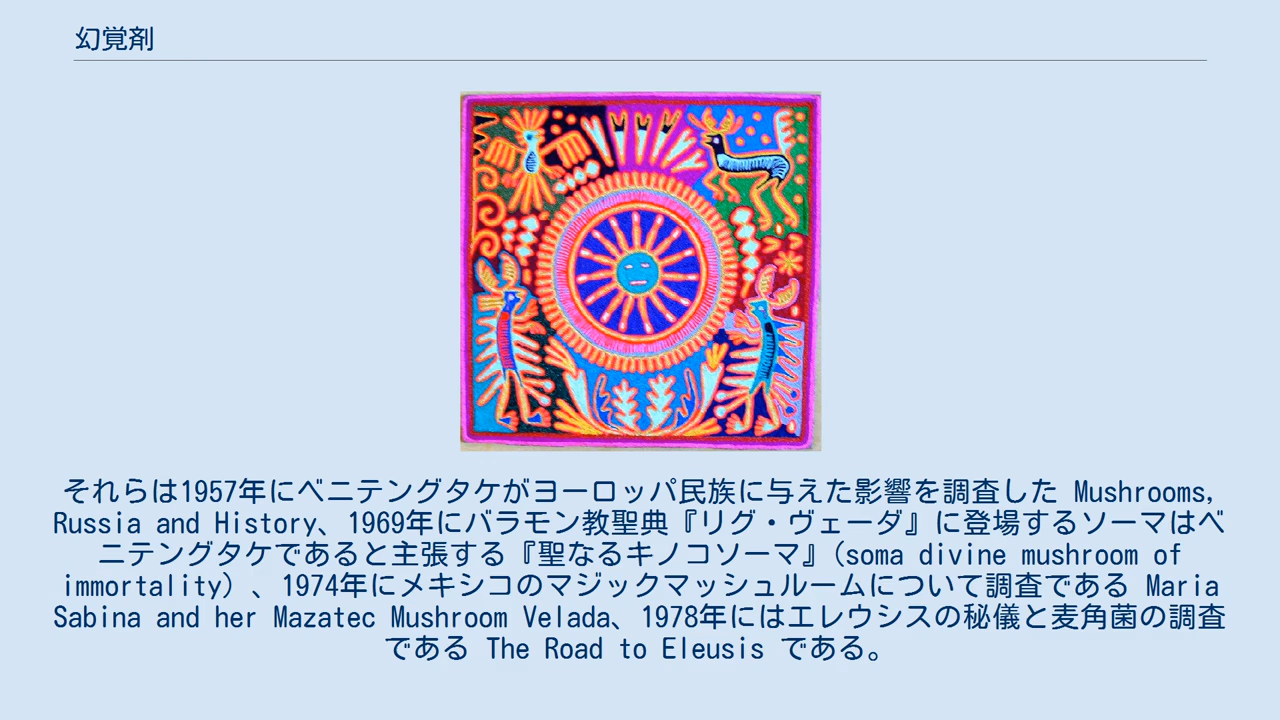 幻覚剤
それらは1957年にベニテングタケがヨーロッパ民族に与えた影響を調査した Mushrooms,
Russia and History、1969年にバラモン教聖典『リグ・ヴェーダ』に登場するソーマはベ
ニテングタケであると主張する『聖なるキノコソーマ』（soma divine mushroom of
immortality）、1974年にメキシコのマジックマッシュルームについて調査である Maria
Sabina and her Mazatec Mushroom Velada、1978年にはエレウシスの秘儀と麦角菌の調査
である The Road to Eleusis である。